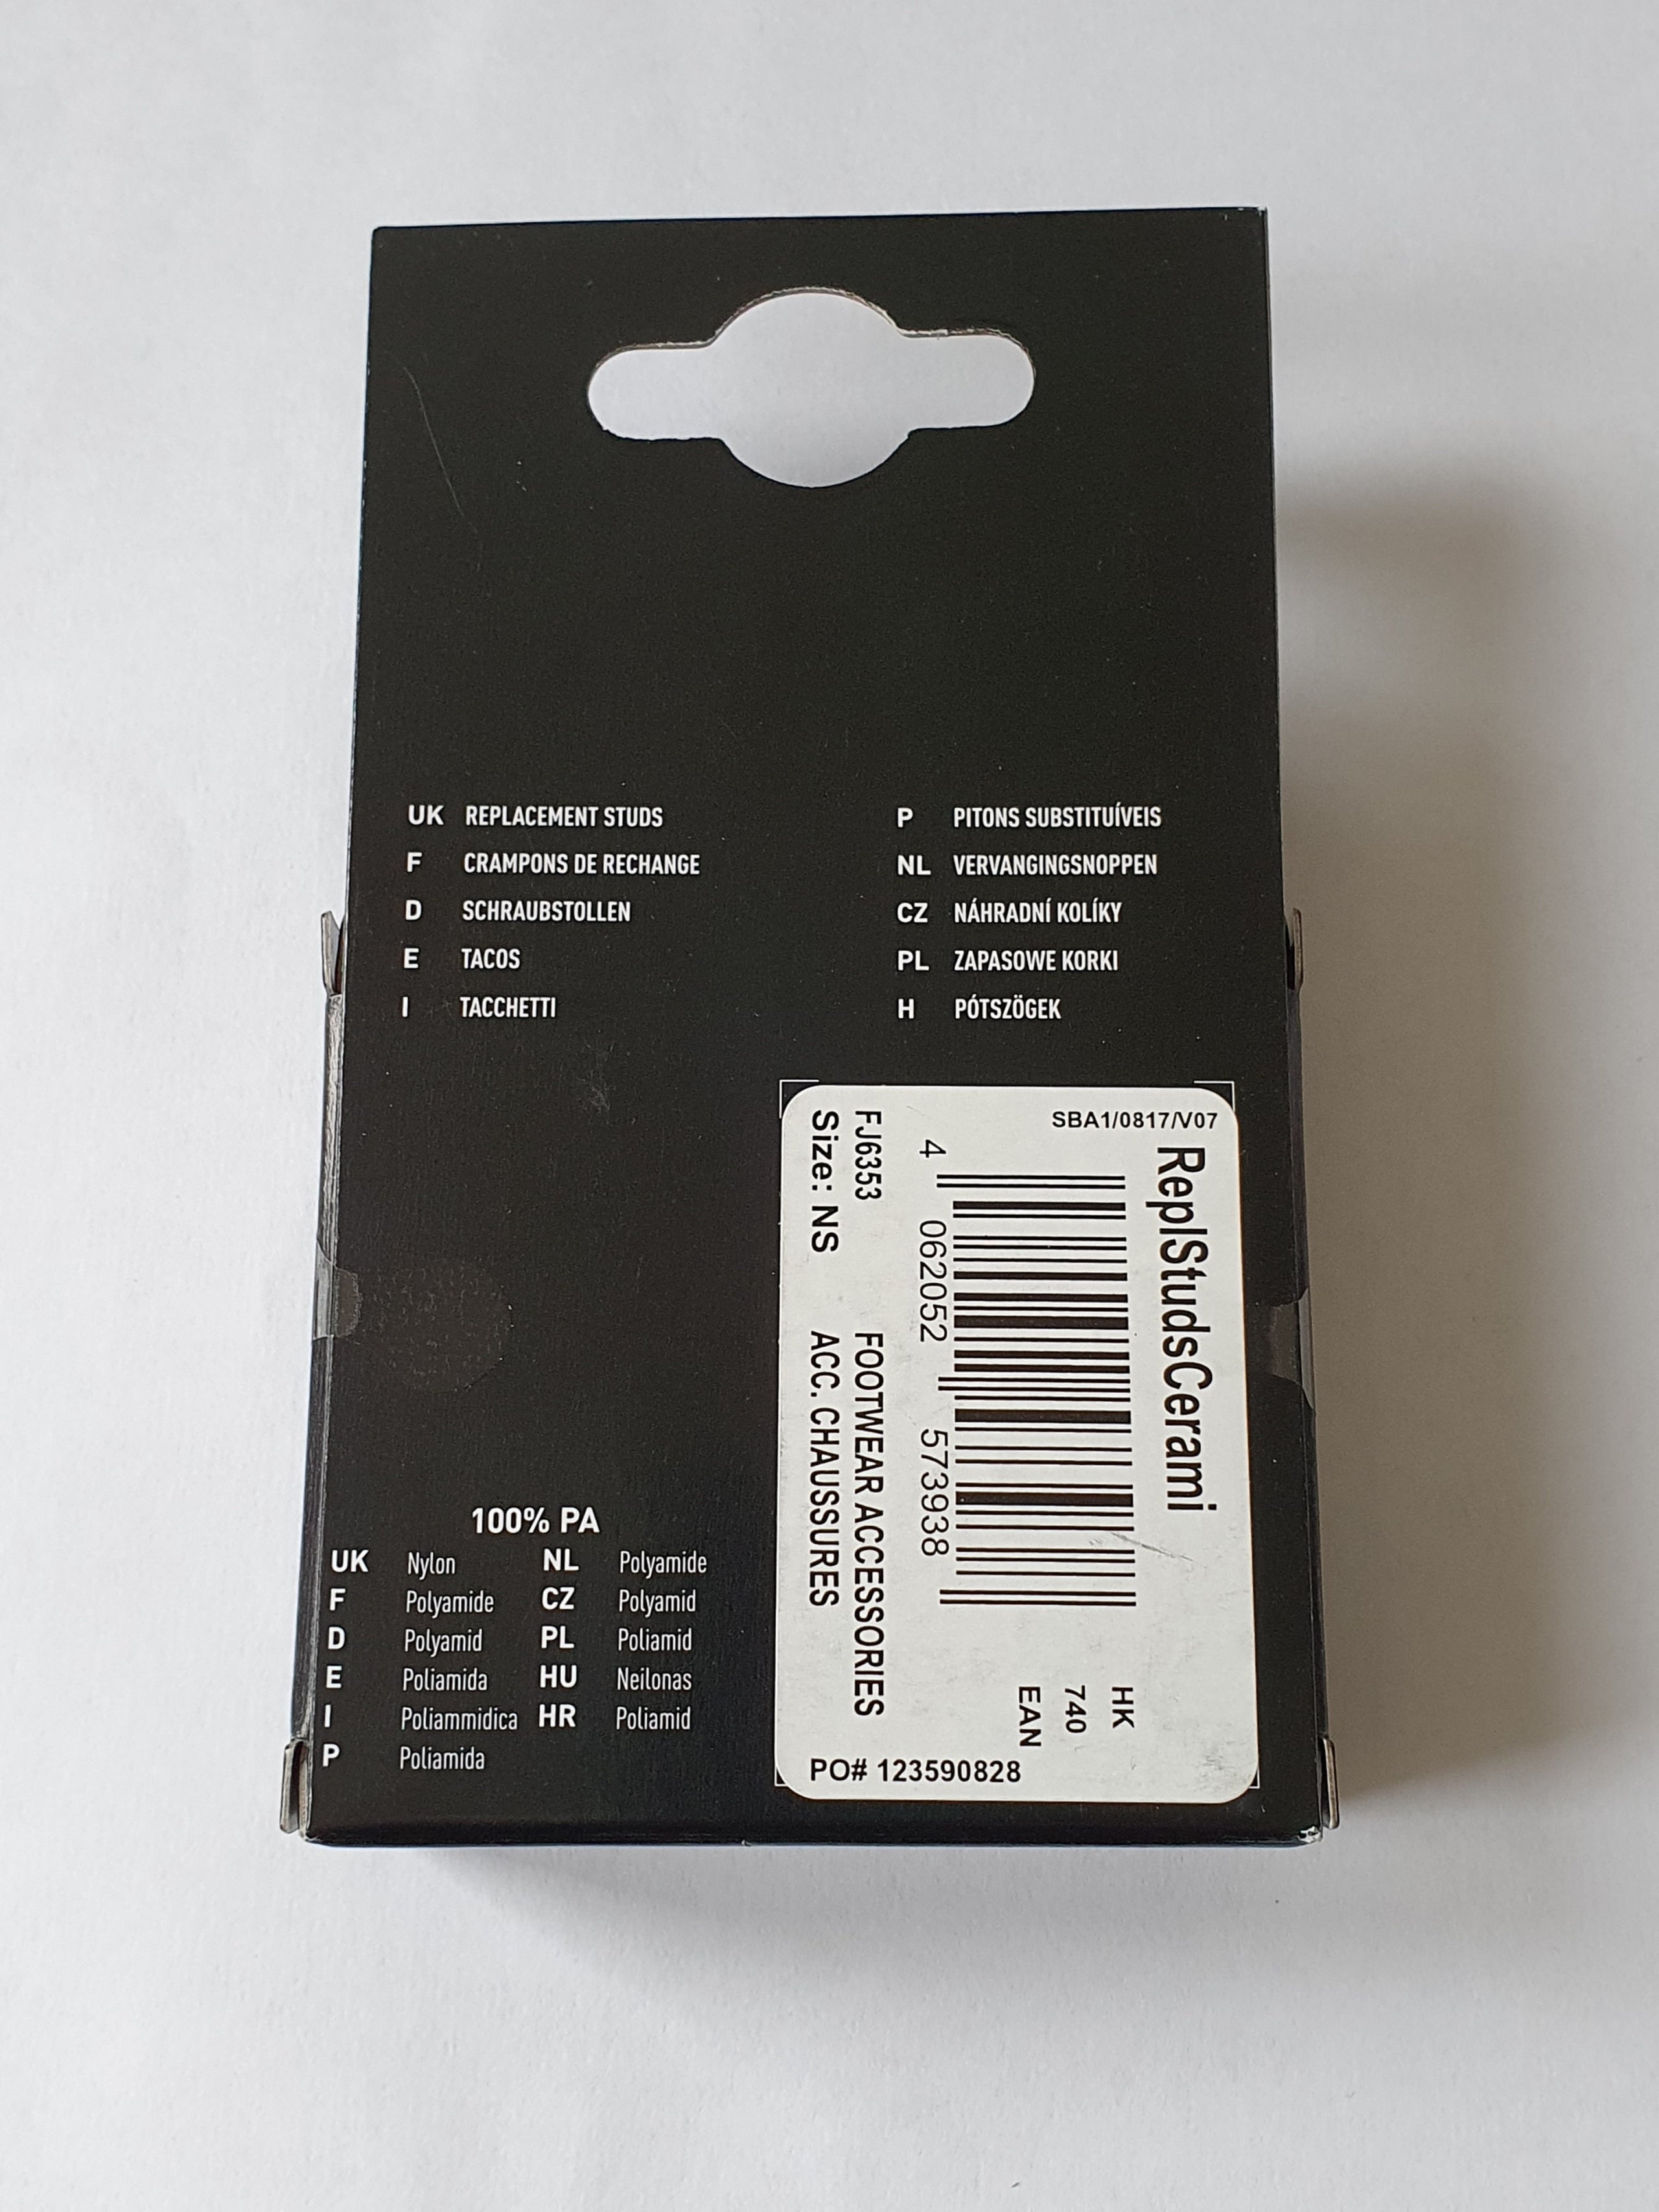 UK REPLACEMENT STUDS
F CRAMPONS DE RECHANGE
D SCHRAUBSTOLLEN
E TACOS
I TACCHETTI
P PITONS SUBSTITUÍVEIS
NL VERVANGINGSNOPPEN
CZ NÁHRADNÍ KOLÍKY
PL ZAPASOWE KORKI
H PÓTSZÖGEK
SBA1/0817/V07
ReplStudsCerami
4 062052 573938
HK
740
EAN
FJ6353 FOOTWEAR ACCESSORIES
Size: NS ACC. CHAUSSURES
PO# 123590828
100% PA
UK Nylon
F Polyamide
D Polyamid
E Poliamida
I Poliammidica
P Poliamida
NL Polyamide
CZ Polyamid
PL Poliamid
HU Neilonas
HR Poliamid